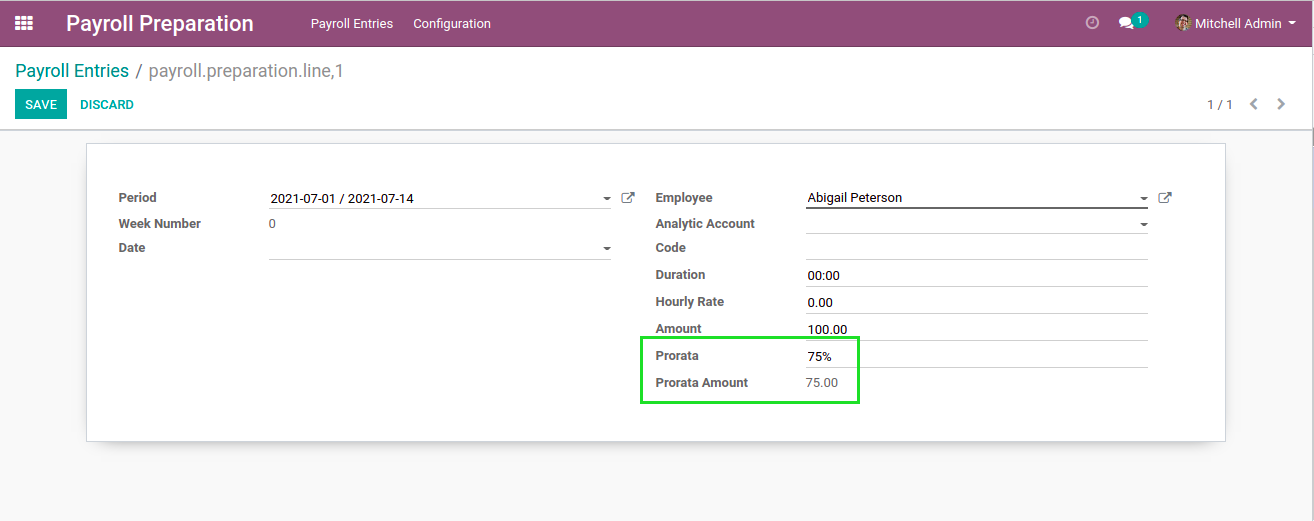 Payroll Preparation Payroll Entries Configuration 1 Mitchell Admin
Payroll Entries / payroll.preparation.line,1
SAVE DISCARD 1 / 1
Period 2021-07-01 / 2021-07-14
Week Number 0
Date
Employee Abigail Peterson
Analytic Account
Code
Duration 00:00
Hourly Rate 0.00
Amount 100.00
Prorata 75%
Prorata Amount 75.00